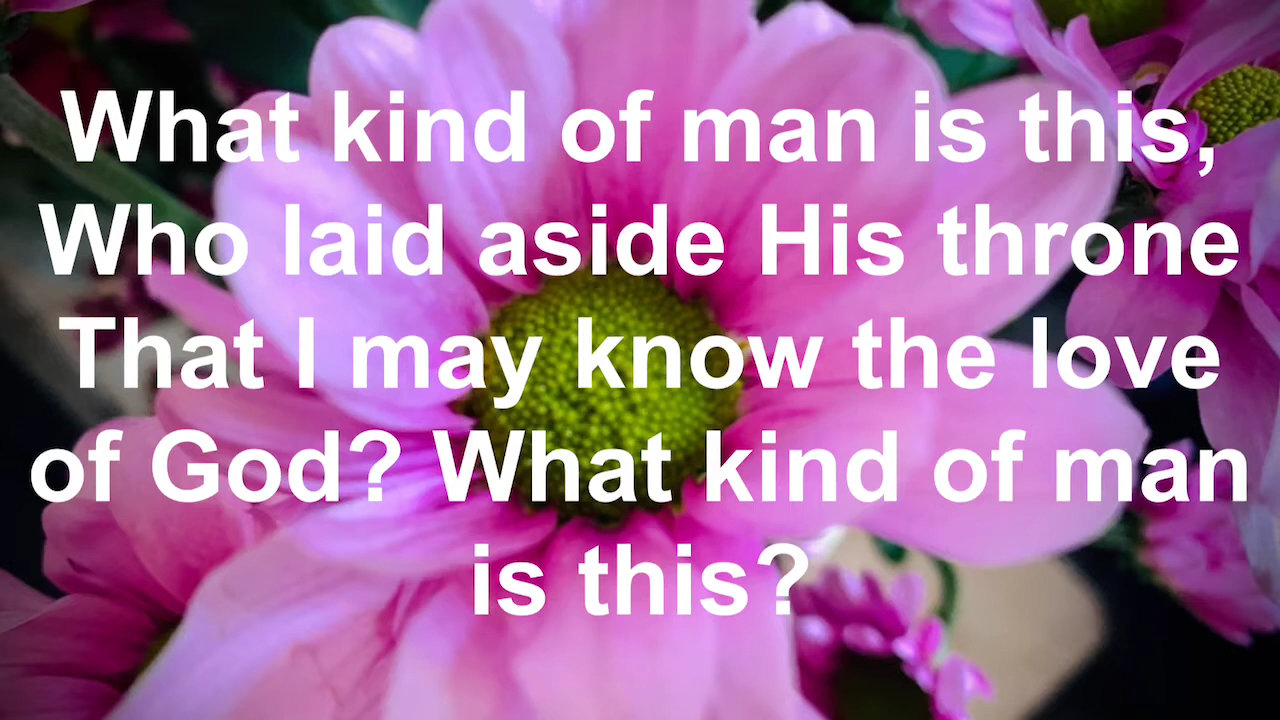 What kind of man is this,
Who laid aside His throne
That I may know the love
of God? What kind of man
is this?